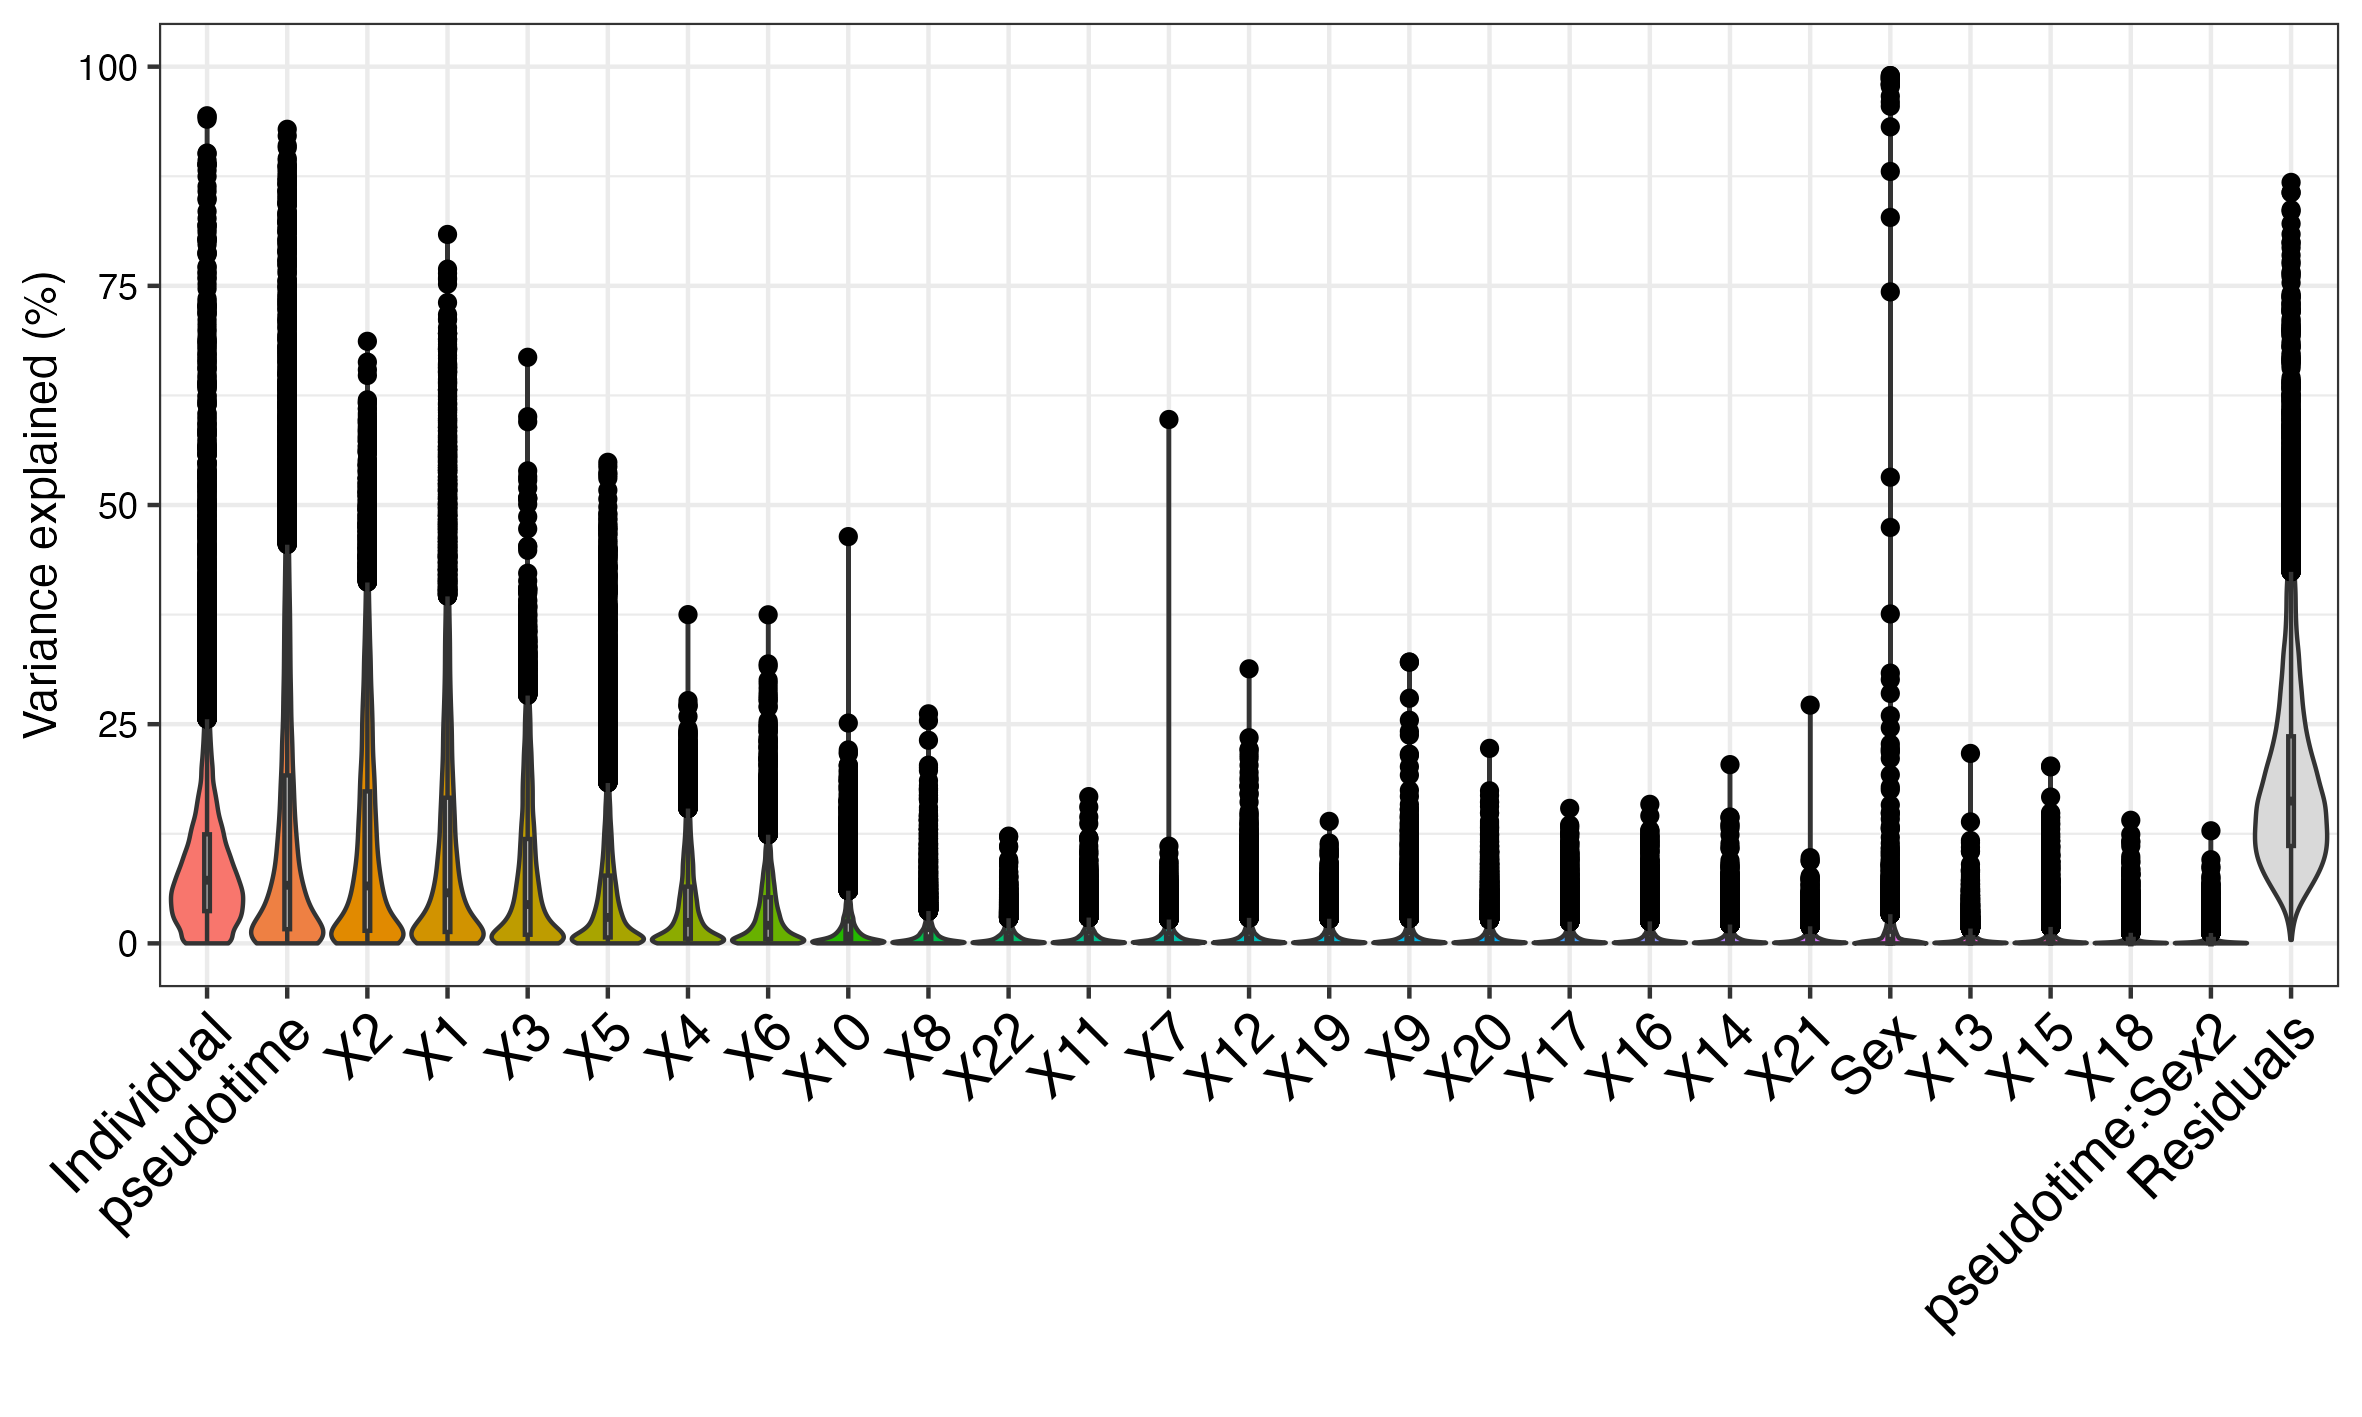 Variance explained (%)
100
75
50
25
0
Individual
pseudotime
X2
X1
X3
X5
X4
X6
X10
X8
X22
X11
X7
X12
X19
X9
X20
X17
X16
X14
X21
Sex
X13
X15
X18
pseudotime:Sex2
Residuals